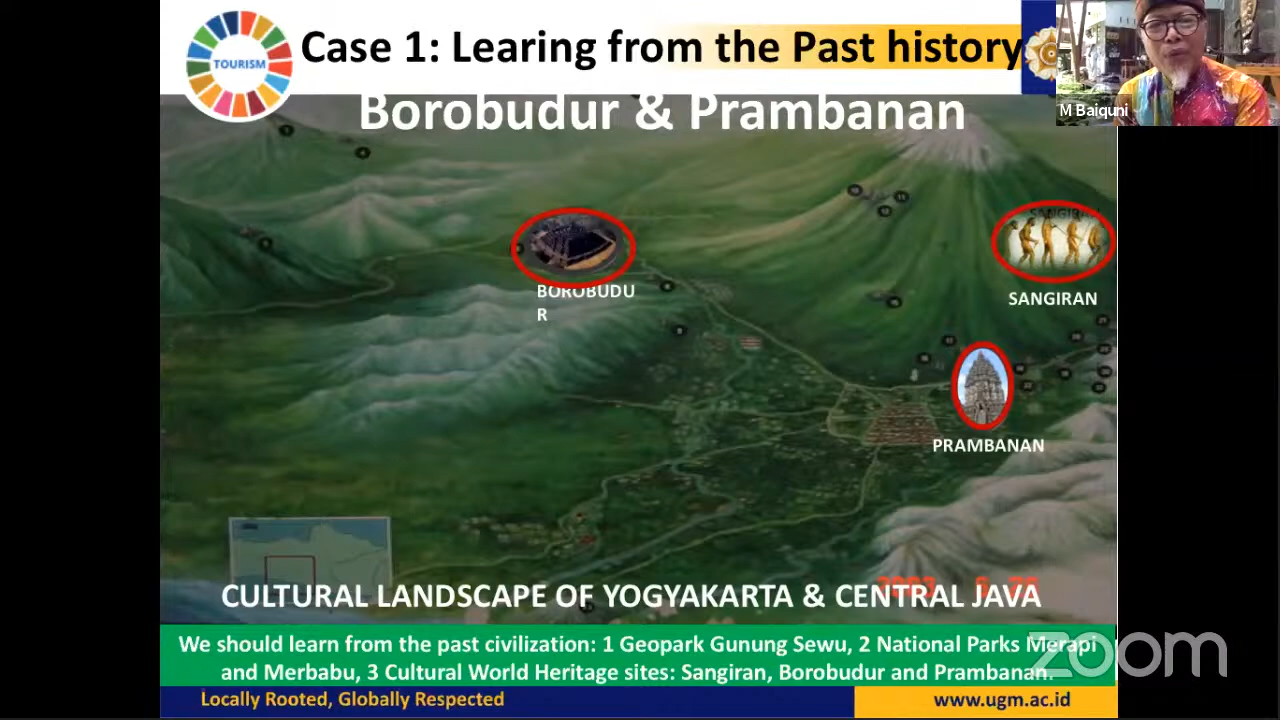 TOURISM
Case 1: Learing from the Past history
Borobudur & Prambanan
M Baiquni
SANGIRAN
BOROBUDU
R
SANGIRAN
PRAMBANAN
CULTURAL LANDSCAPE OF YOGYAKARTA & CENTRAL JAVA
We should learn from the past civilization: 1 Geopark Gunung Sewu, 2 National Parks Merapi
and Merbabu, 3 Cultural World Heritage sites: Sangiran, Borobudur and Prambanan.
zoom
Locally Rooted, Globally Respected
www.ugm.ac.id